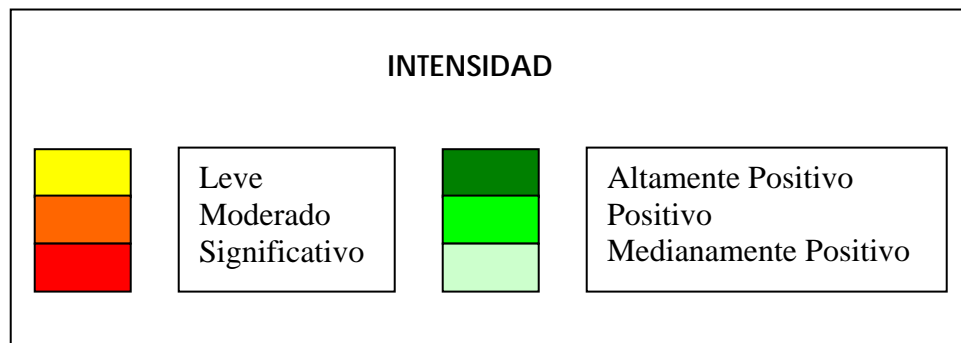 INTENSIDAD
Leve
Moderado
Significativo
Altamente Positivo
Positivo
Medianamente Positivo